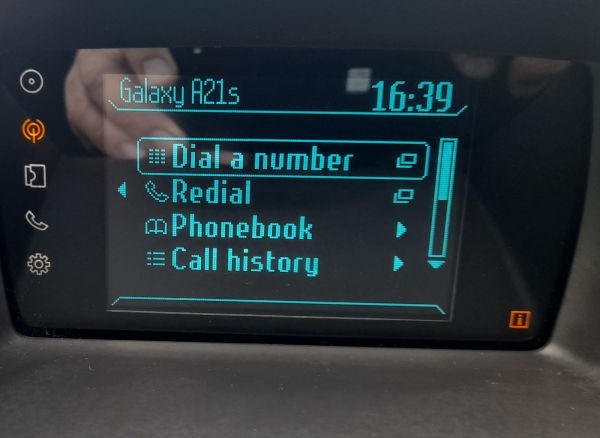 Galaxy A21s 16:39
Dial a number
Redial
Phonebook
Call history
i